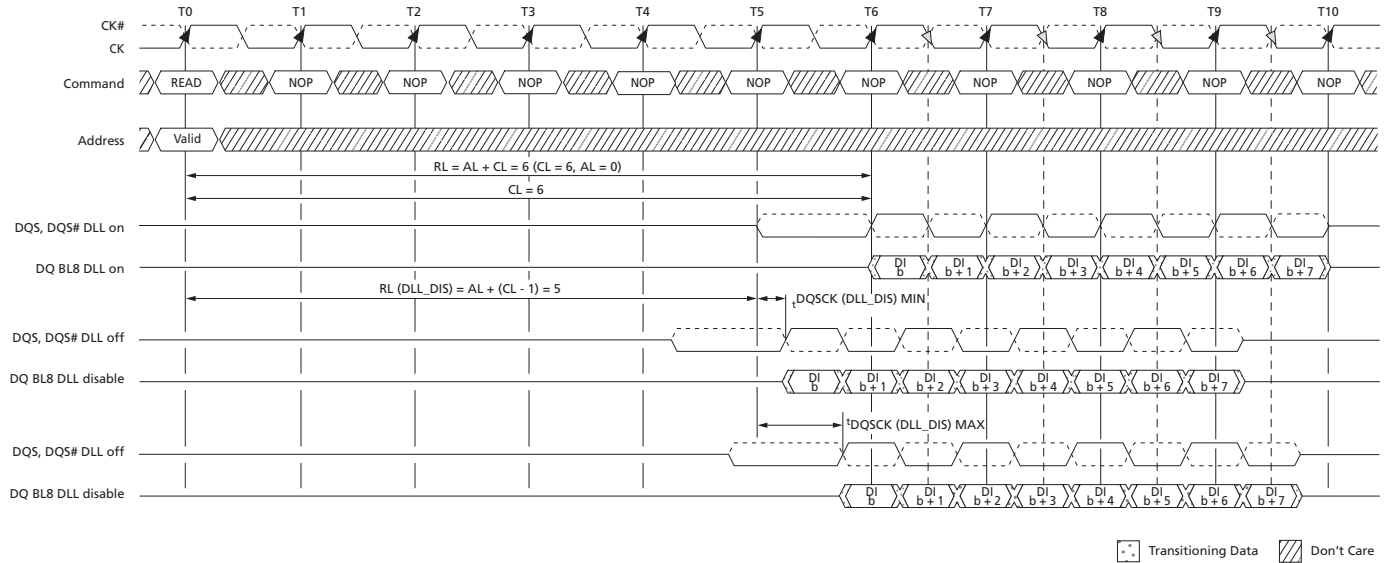 T0 T1 T2 T3 T4 T5 T6 T7 T8 T9 T10
CK#
CK
Command READ NOP NOP NOP NOP NOP NOP NOP NOP NOP NOP
Address Valid
RL = AL + CL = 6 (CL = 6, AL = 0)
CL = 6
DQS, DQS# DLL on
DQ BL8 DLL on DI b DI b + 1 DI b + 2 DI b + 3 DI b + 4 DI b + 5 DI b + 6 DI b + 7
RL (DLL_DIS) = AL + (CL - 1) = 5
tDQSCK (DLL_DIS) MIN
DQS, DQS# DLL off
DQ BL8 DLL disable DI b DI b + 1 DI b + 2 DI b + 3 DI b + 4 DI b + 5 DI b + 6 DI b + 7
tDQSCK (DLL_DIS) MAX
DQS, DQS# DLL off
DQ BL8 DLL disable DI b DI b + 1 DI b + 2 DI b + 3 DI b + 4 DI b + 5 DI b + 6 DI b + 7
Transitioning Data Don't Care